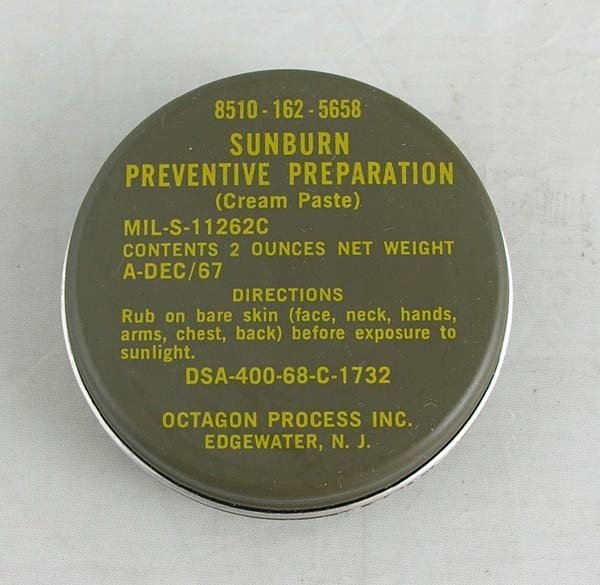 8510-162-5658
SUNBURN
PREVENTIVE PREPARATION
(Cream Paste)
MIL-S-11262C
CONTENTS 2 OUNCES NET WEIGHT
A-DEC/67
DIRECTIONS
Rub on bare skin (face, neck, hands,
arms, chest, back) before exposure to
sunlight.
DSA-400-68-C-1732
OCTAGON PROCESS INC.
EDGEWATER, N. J.